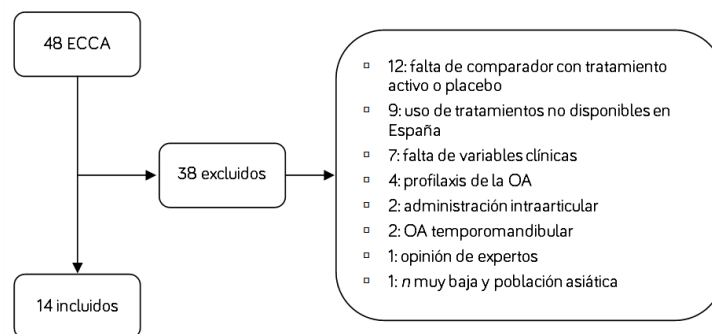 48 ECCA
38 excluidos
14 incluidos
▫ 12: falta de comparador con tratamiento
activo o placebo
▫ 9: uso de tratamientos no disponibles en
España
▫ 7: falta de variables clínicas
▫ 4: profilaxis de la OA
▫ 2: administración intraarticular
▫ 2: OA temporomandibular
▫ 1: opinión de expertos
▫ 1: n muy baja y población asiática